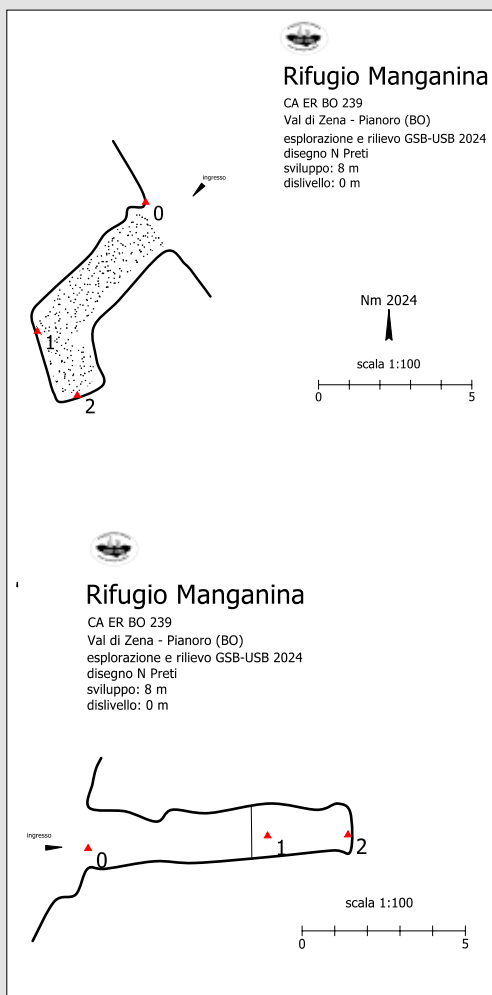 Rifugio Manganina
CA ER BO 239
Val di Zena - Pianoro (BO)
esplorazione e rilievo GSB-USB 2024
disegno N Preti
sviluppo: 8 m
dislivello: 0 m
ingresso
0
1
2
Nm 2024
scala 1:100
0 5
Rifugio Manganina
CA ER BO 239
Val di Zena - Pianoro (BO)
esplorazione e rilievo GSB-USB 2024
disegno N Preti
sviluppo: 8 m
dislivello: 0 m
ingresso
0 1 2
scala 1:100
0 5